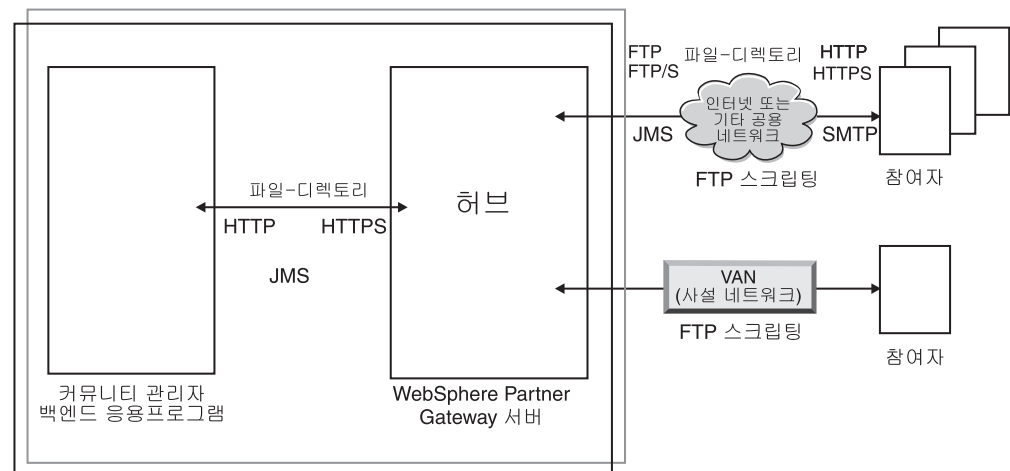 FTP
FTP/S
파일-디렉토리
HTTP
HTTPS
인터넷 또는
기타 공용
네트워크
JMS
SMTP
FTP 스크립팅
참여자
파일-디렉토리
HTTP
HTTPS
JMS
허브
VAN
(사설 네트워크)
FTP 스크립팅
참여자
커뮤니티 관리자
백엔드 응용프로그램
WebSphere Partner
Gateway 서버